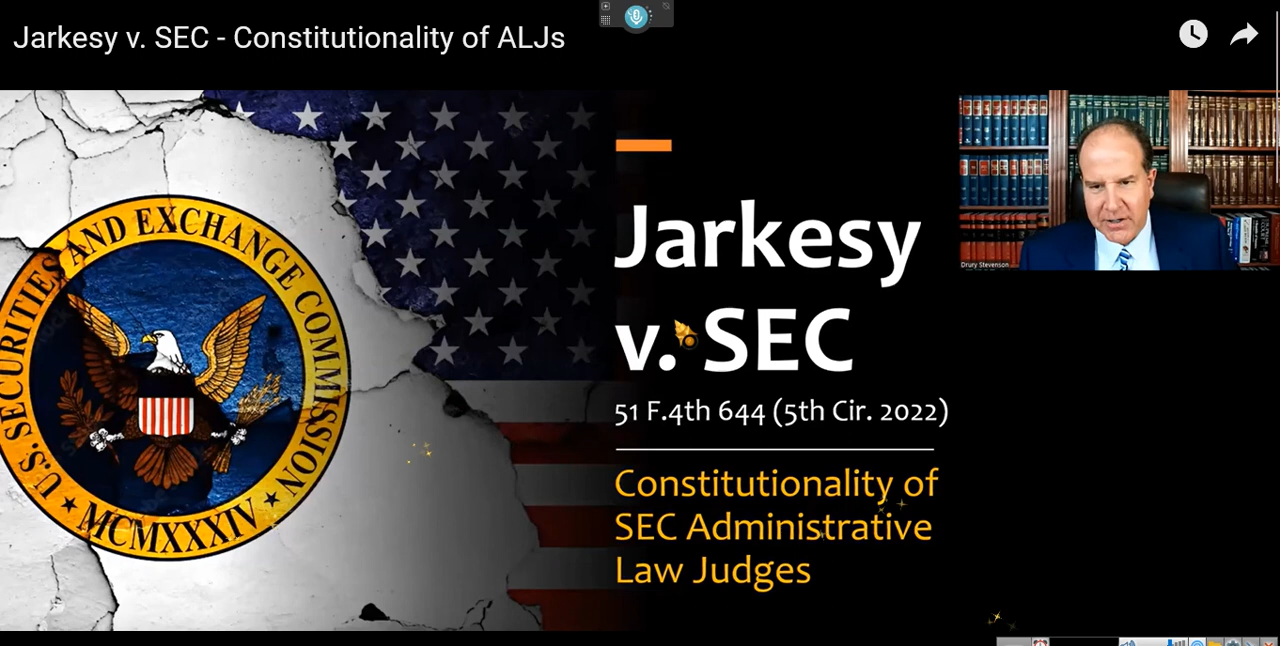 Jarkesy v. SEC - Constitutionality of ALJs
U.S. SECURITIES AND EXCHANGE COMMISSION
MCMXXXIV
Jarkesy
v. SEC
51 F.4th 644 (5th Cir. 2022)
Constitutionality of
SEC Administrative
Law Judges
Drury Stevenson